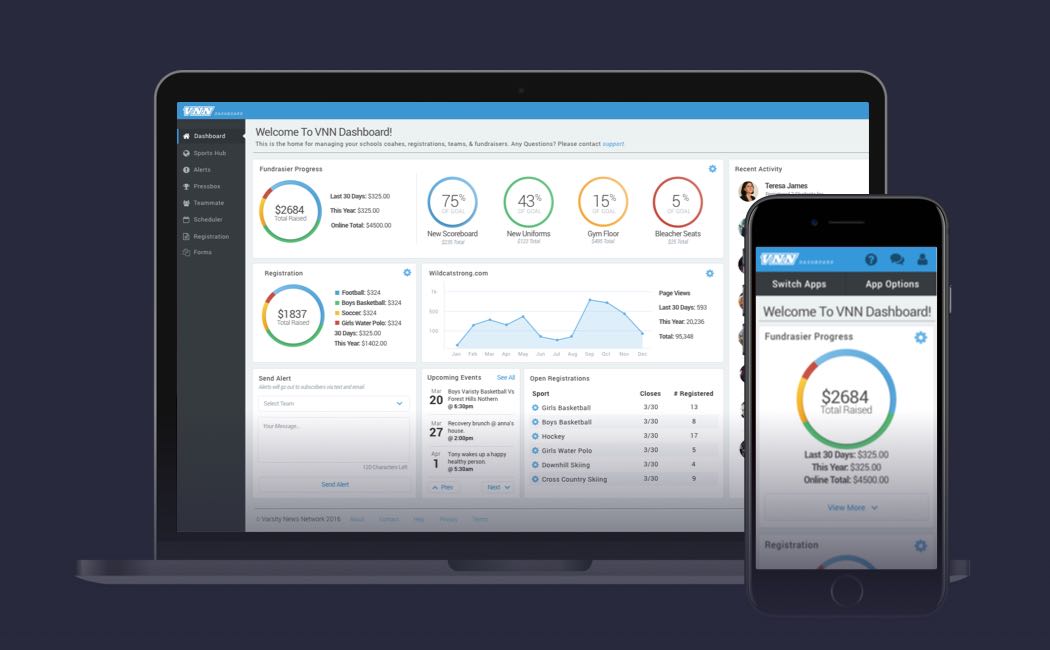 VNN DASHBOARD
Dashboard
Sports Hub
Alerts
Pressbox
Teammate
Scheduler
Registration
Forms
Welcome To VNN Dashboard!
This is the home for managing your schools coahes, registrations, teams, & fundraisers. Any Questions? Please contact support.
Fundrasier Progress
$2684
Total Raised
Last 30 Days: $325.00
This Year: $325.00
Online Total: $4500.00
75%
OF GOAL
New Scoreboard
$235 Total
43%
OF GOAL
New Uniforms
$123 Total
15%
OF GOAL
Gym Floor
$495 Total
5%
OF GOAL
Bleacher Seats
$25 Total
Recent Activity
Teresa James
Registration
$1837
Total Raised
Football: $324
Boys Basketball: $324
Soccer: $324
Girls Water Polo: $324
30 Days: $325.00
This Year: $1402.00
Wildcatstrong.com
1k
500
100
Jan Feb Mar Apr May Jun Jul Aug Sep Oct Nov Dec
Page Views
Last 30 Days: 593
This Year: 20,236
Total: 95,348
Send Alert
Alerts will go out to subscribers via text and email.
Select Team
Your Message..
120 Characters Left
Send Alert
Upcoming Events See All
Mar
20
Boys Varisty Basketball Vs
Forest Hills Nothern
@ 6:30pm
Mar
27
Recovery brunch @ anna's
house.
@ 2:00pm
Apr
1
Tony wakes up a happy
healthy person.
@ 5:30am
Prev Next
Open Registrations
Sport Closes # Registered
Girls Basketball 3/30 13
Boys Basketball 3/30 8
Hockey 3/30 17
Girls Water Polo 3/30 5
Downhill Skiing 3/30 4
Cross Country Skiing 3/30 9
© Varsity News Network 2016 About Contact Help Privacy Terms
VNN DASHBOARD
Switch Apps App Options
Welcome To VNN Dashboard!
Fundrasier Progress
$2684
Total Raised
Last 30 Days: $325.00
This Year: $325.00
Online Total: $4500.00
View More
Registration